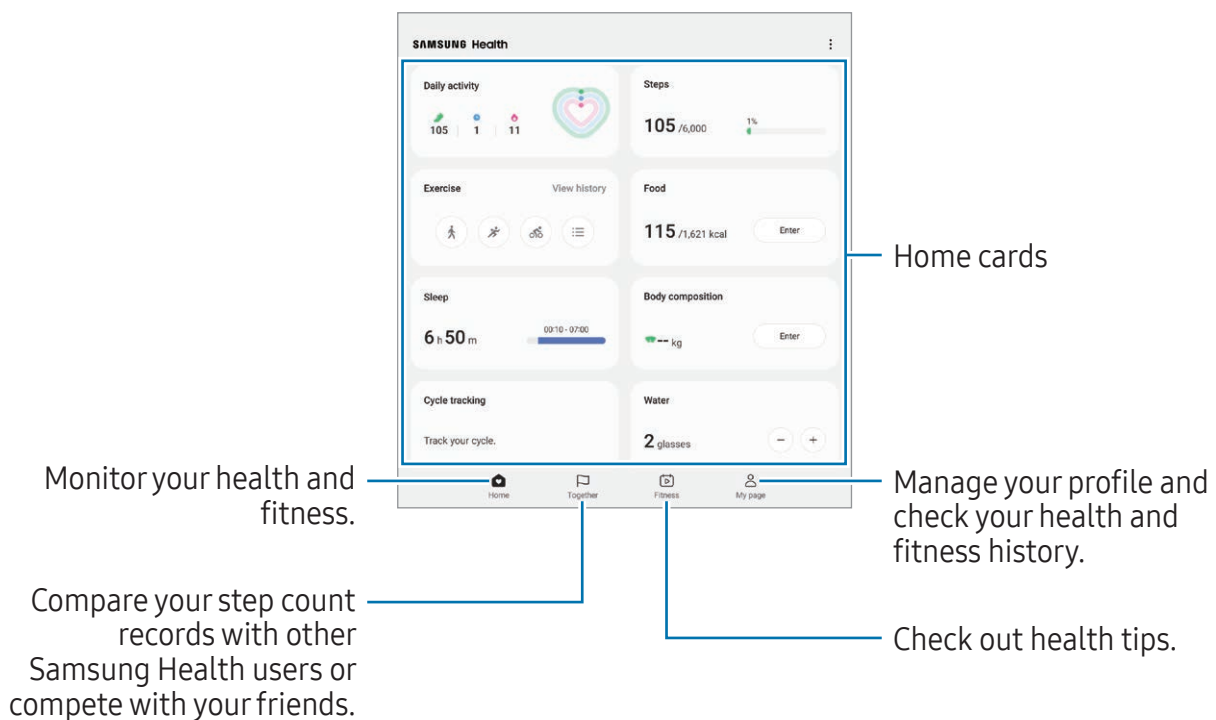 SAMSUNG Health
Daily activity
105 1 11
Steps
105 /6,000
1%
Exercise View history
Food
115 /1,621 kcal
Enter
Sleep
6 h 50 m
00:10 - 07:00
Body composition
-- kg
Enter
Cycle tracking
Track your cycle.
Water
2 glasses
− +
Home Together Fitness My page
Home cards
Monitor your health and
fitness.
Compare your step count
records with other
Samsung Health users or
compete with your friends.
Manage your profile and
check your health and
fitness history.
Check out health tips.